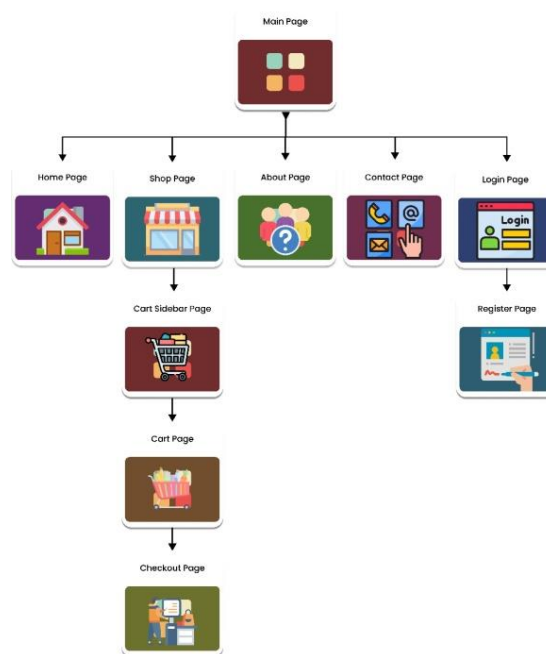 Main Page
Home Page
Shop Page
About Page
Contact Page
Login Page
@
Login
Cart Sidebar Page
Register Page
Cart Page
Checkout Page